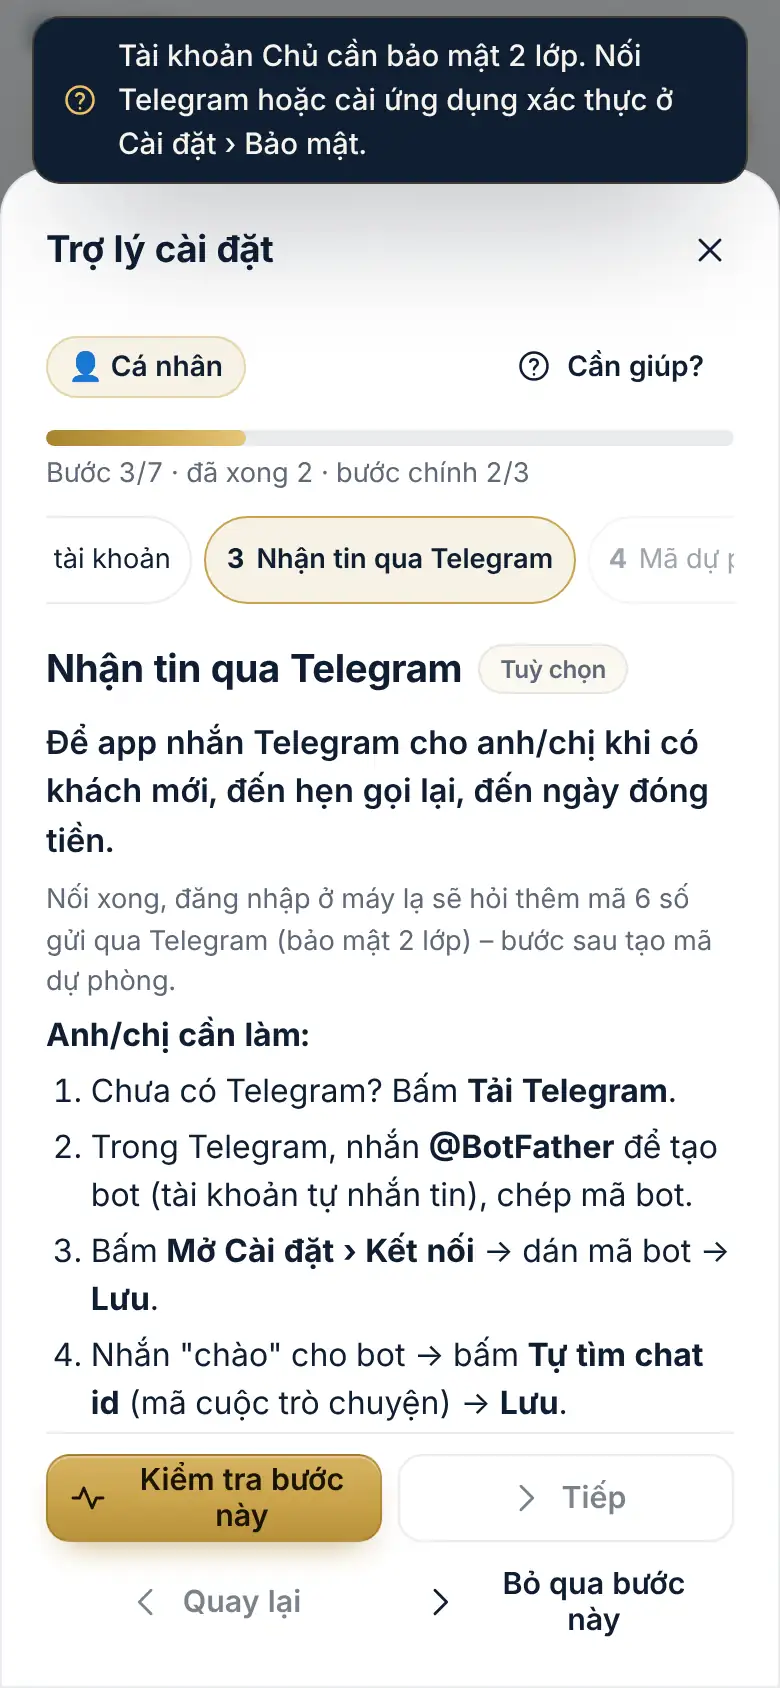 Tài khoản Chủ cần bảo mật 2 lớp. Nối
Telegram hoặc cài ứng dụng xác thực ở
Cài đặt › Bảo mật.
Trợ lý cài đặt
Cá nhân
Cần giúp?
Bước 3/7 · đã xong 2 · bước chính 2/3
tài khoản
3 Nhận tin qua Telegram
4 Mã dự p
Nhận tin qua Telegram
Tuỳ chọn
Để app nhắn Telegram cho anh/chị khi có
khách mới, đến hẹn gọi lại, đến ngày đóng
tiền.
Nối xong, đăng nhập ở máy lạ sẽ hỏi thêm mã 6 số
gửi qua Telegram (bảo mật 2 lớp) – bước sau tạo mã
dự phòng.
Anh/chị cần làm:
1. Chưa có Telegram? Bấm Tải Telegram.
2. Trong Telegram, nhắn @BotFather để tạo
bot (tài khoản tự nhắn tin), chép mã bot.
3. Bấm Mở Cài đặt › Kết nối → dán mã bot →
Lưu.
4. Nhắn "chào" cho bot → bấm Tự tìm chat
id (mã cuộc trò chuyện) → Lưu.
Kiểm tra bước
này
Tiếp
Quay lại
Bỏ qua bước
này